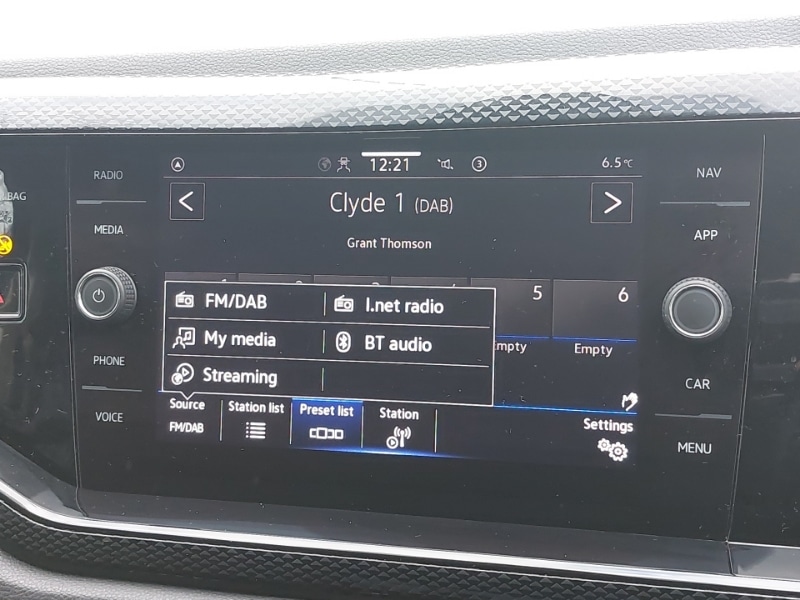 RADIO
12:21
3
6.5°C
NAV
BAG
< Clyde 1 (DAB) >
MEDIA
Grant Thomson
APP
FM/DAB
I.net radio
5
6
My media
BT audio
Empty
Streaming
PHONE
CAR
Source
Station list
Preset list
Station
Settings
FM/DAB
VOICE
MENU